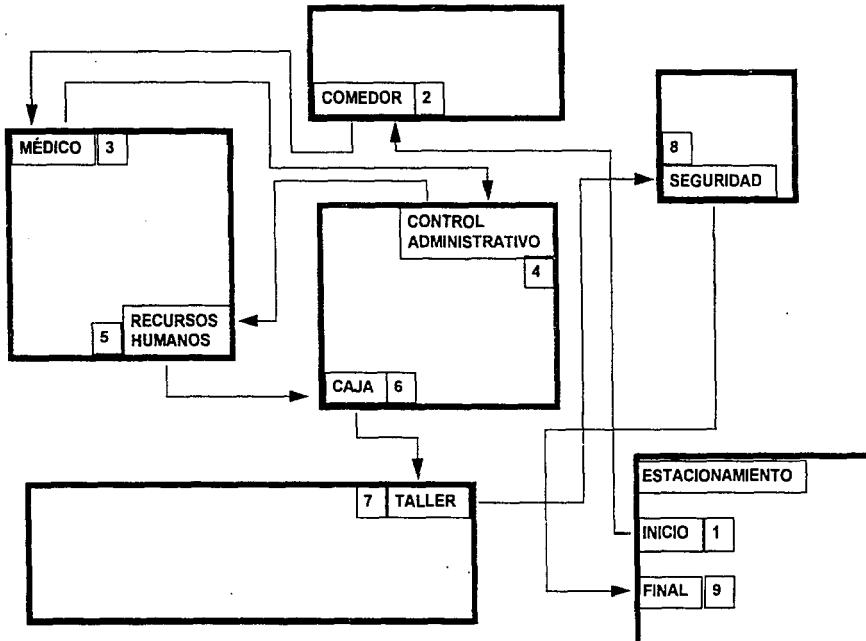 COMEDOR 2
8
SEGURIDAD
MÉDICO 3
CONTROL
ADMINISTRATIVO
4
5 RECURSOS
HUMANOS
CAJA 6
7 TALLER
ESTACIONAMIENTO
INICIO 1
FINAL 9